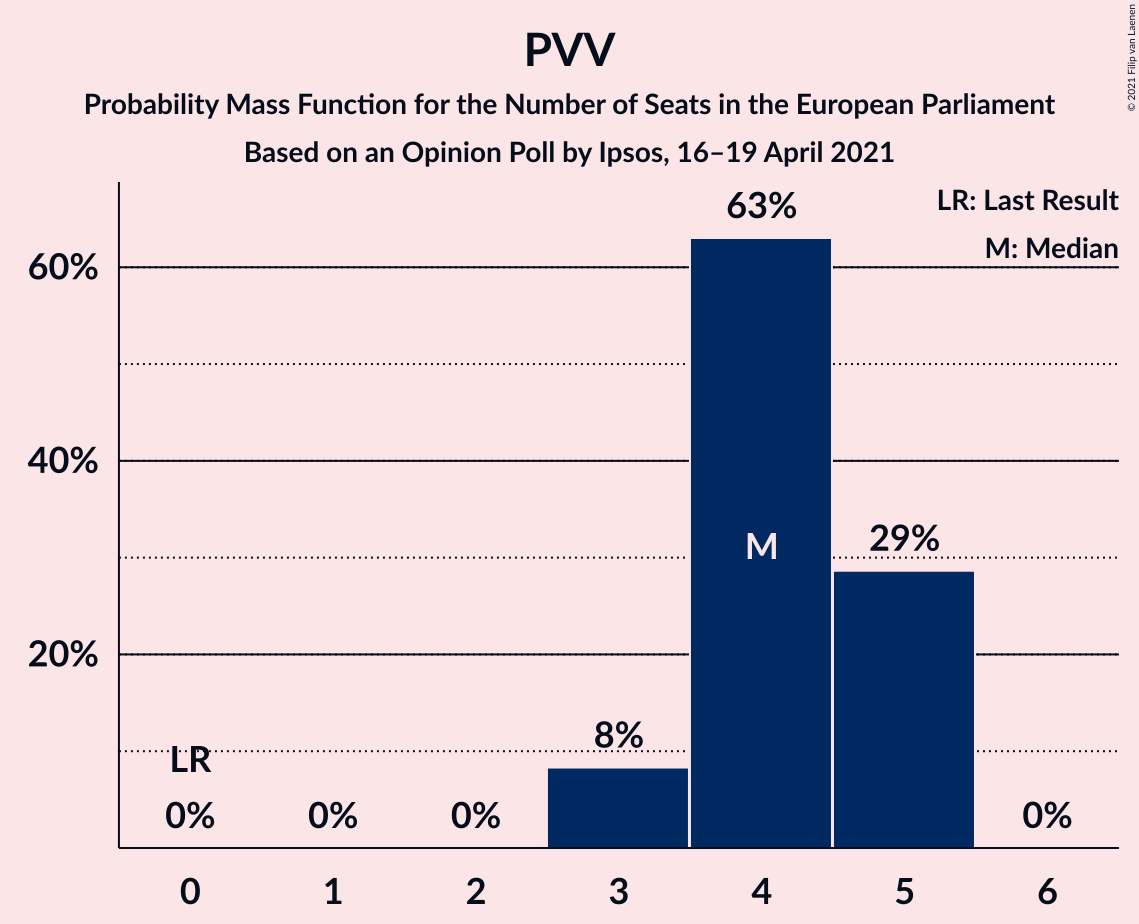 PVV
Probability Mass Function for the Number of Seats in the European Parliament
Based on an Opinion Poll by Ipsos, 16–19 April 2021
© 2021 Filip van Laenen
LR: Last Result
M: Median
63%
60%
40%
M
29%
20%
8%
LR
0% 0% 0% 0%
0 1 2 3 4 5 6